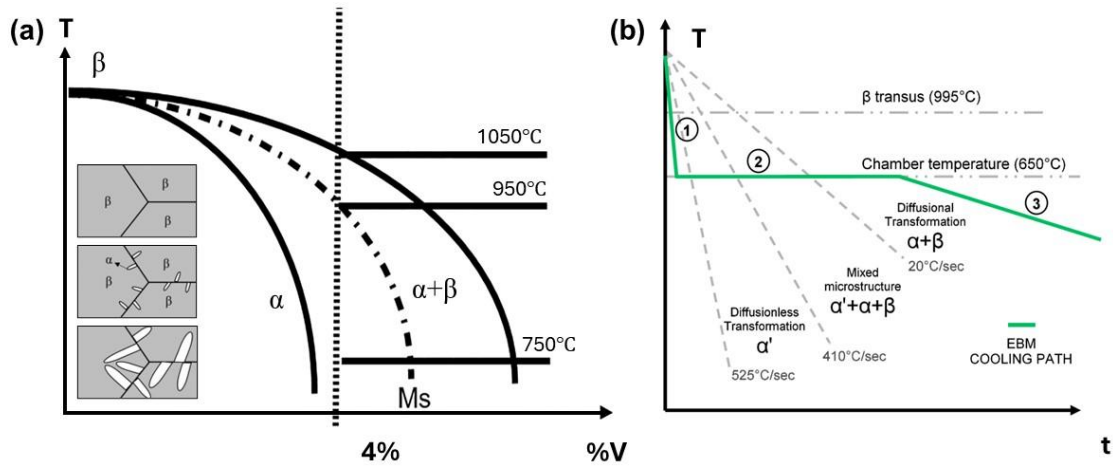 (a)
T
β
1050℃
950℃
β
β
β
α
β
β
β
α
α+β
750℃
Ms
4%
%V
(b)
T
β transus (995°C)
1
2
Chamber temperature (650°C)
3
Diffusional
Transformation
α+β
20°C/sec
Mixed
microstructure
α'+α+β
Diffusionless
Transformation
α'
410°C/sec
525°C/sec
EBM
COOLING PATH
t